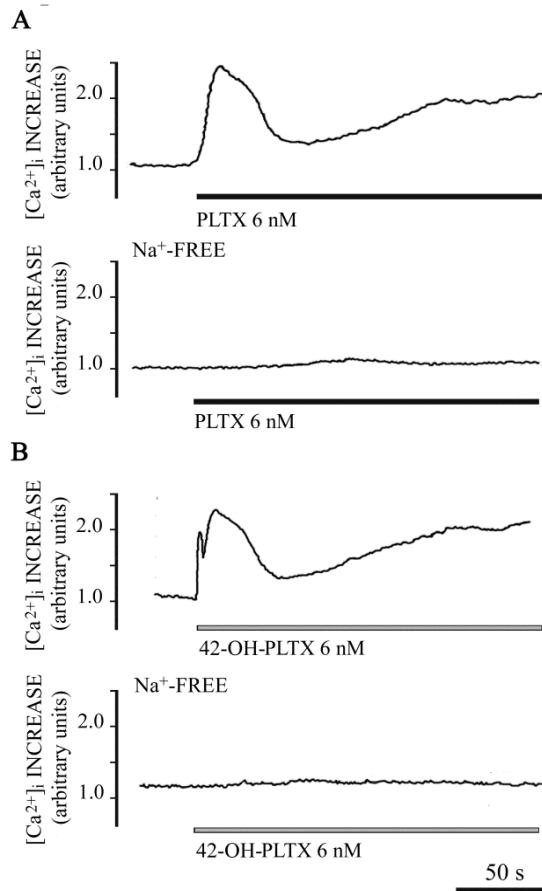 A
[Ca²⁺]ᵢ INCREASE
(arbitrary units)
2.0
1.0
PLTX 6 nM
Na⁺-FREE
[Ca²⁺]ᵢ INCREASE
(arbitrary units)
2.0
1.0
PLTX 6 nM
B
[Ca²⁺]ᵢ INCREASE
(arbitrary units)
2.0
1.0
42-OH-PLTX 6 nM
Na⁺-FREE
[Ca²⁺]ᵢ INCREASE
(arbitrary units)
2.0
1.0
42-OH-PLTX 6 nM
50 s